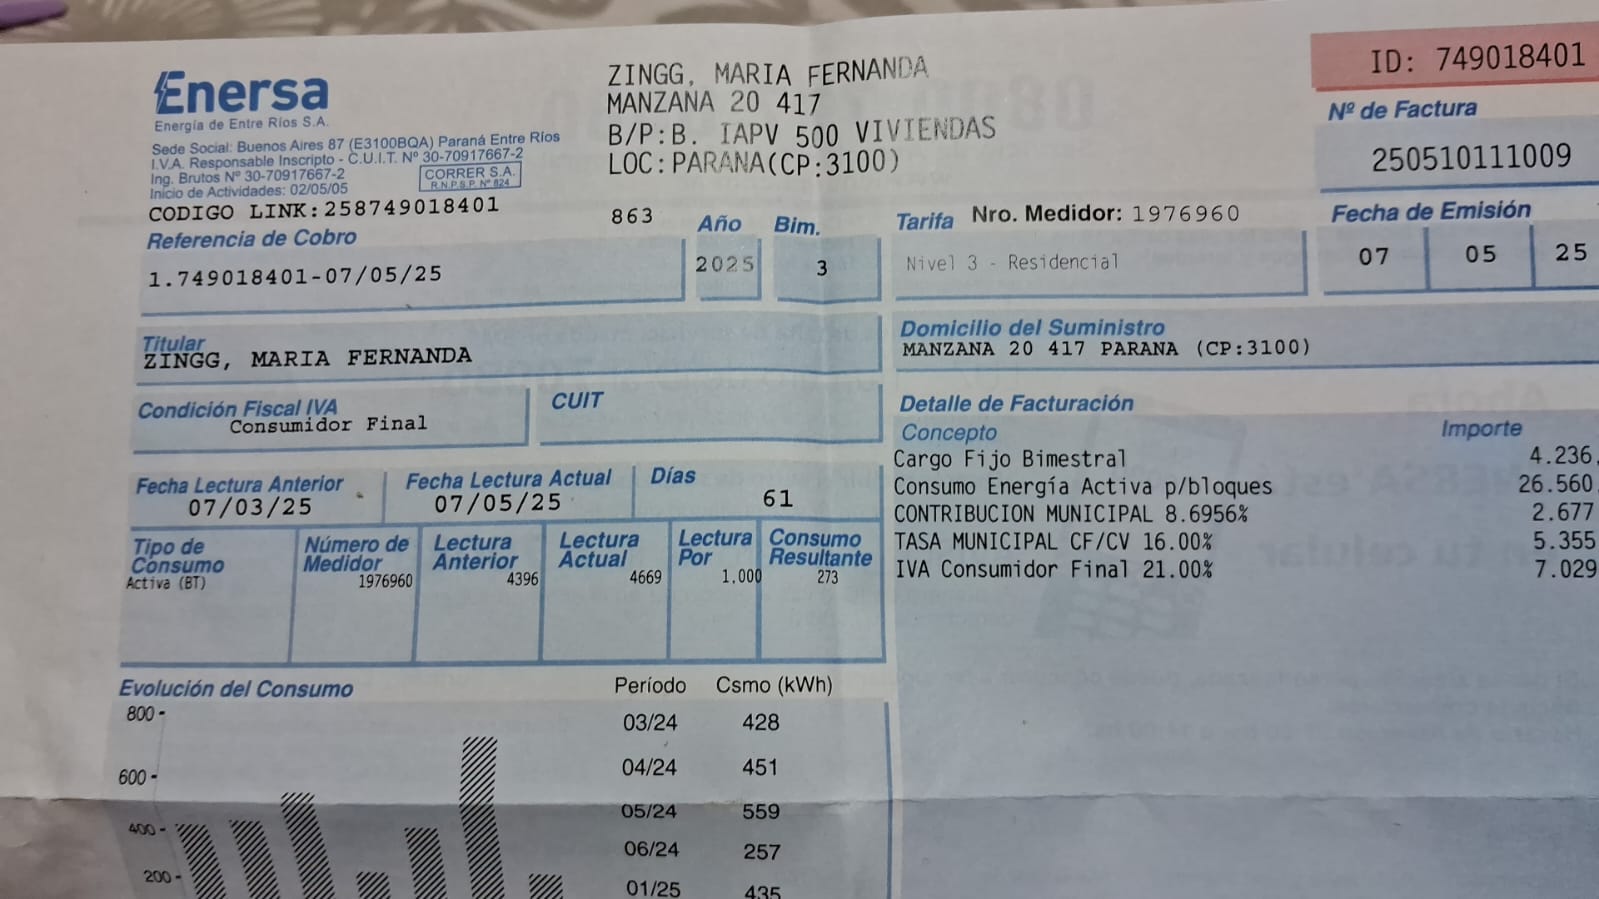 Enersa
Energía de Entre Ríos S.A.
Sede Social: Buenos Aires 87 (E3100BQA) Paraná Entre Ríos
I.V.A. Responsable Inscripto - C.U.I.T. Nº 30-70917667-2
Ing. Brutos Nº 30-70917667-2
Inicio de Actividades: 02/05/05
CORRER S.A.
R.N.P.S.P. Nº 824
CODIGO LINK:258749018401
ZINGG, MARIA FERNANDA
MANZANA 20 417
B/P:B. IAPV 500 VIVIENDAS
LOC:PARANA(CP:3100)
863
ID: 749018401
Nº de Factura
250510111009
Referencia de Cobro
1.749018401-07/05/25
Año
2025
Bim.
3
Tarifa Nro. Medidor: 1976960
Nivel 3 - Residencial
Fecha de Emisión
07 05 25
Titular
ZINGG, MARIA FERNANDA
Domicilio del Suministro
MANZANA 20 417 PARANA (CP:3100)
Condición Fiscal IVA
Consumidor Final
CUIT
Fecha Lectura Anterior
07/03/25
Fecha Lectura Actual
07/05/25
Días
61
Tipo de Consumo
Número de Medidor
Lectura Anterior
Lectura Actual
Lectura Por
Consumo Resultante
Activa (BT) 1976960 4396 4669 1,000 273
Detalle de Facturación
Concepto Importe
Cargo Fijo Bimestral 4.236,
Consumo Energía Activa p/bloques 26.560,
CONTRIBUCION MUNICIPAL 8.6956% 2.677
TASA MUNICIPAL CF/CV 16.00% 5.355
IVA Consumidor Final 21.00% 7.029
Evolución del Consumo
800
600
400
200
Período Csmo (kWh)
03/24 428
04/24 451
05/24 559
06/24 257
01/25 435